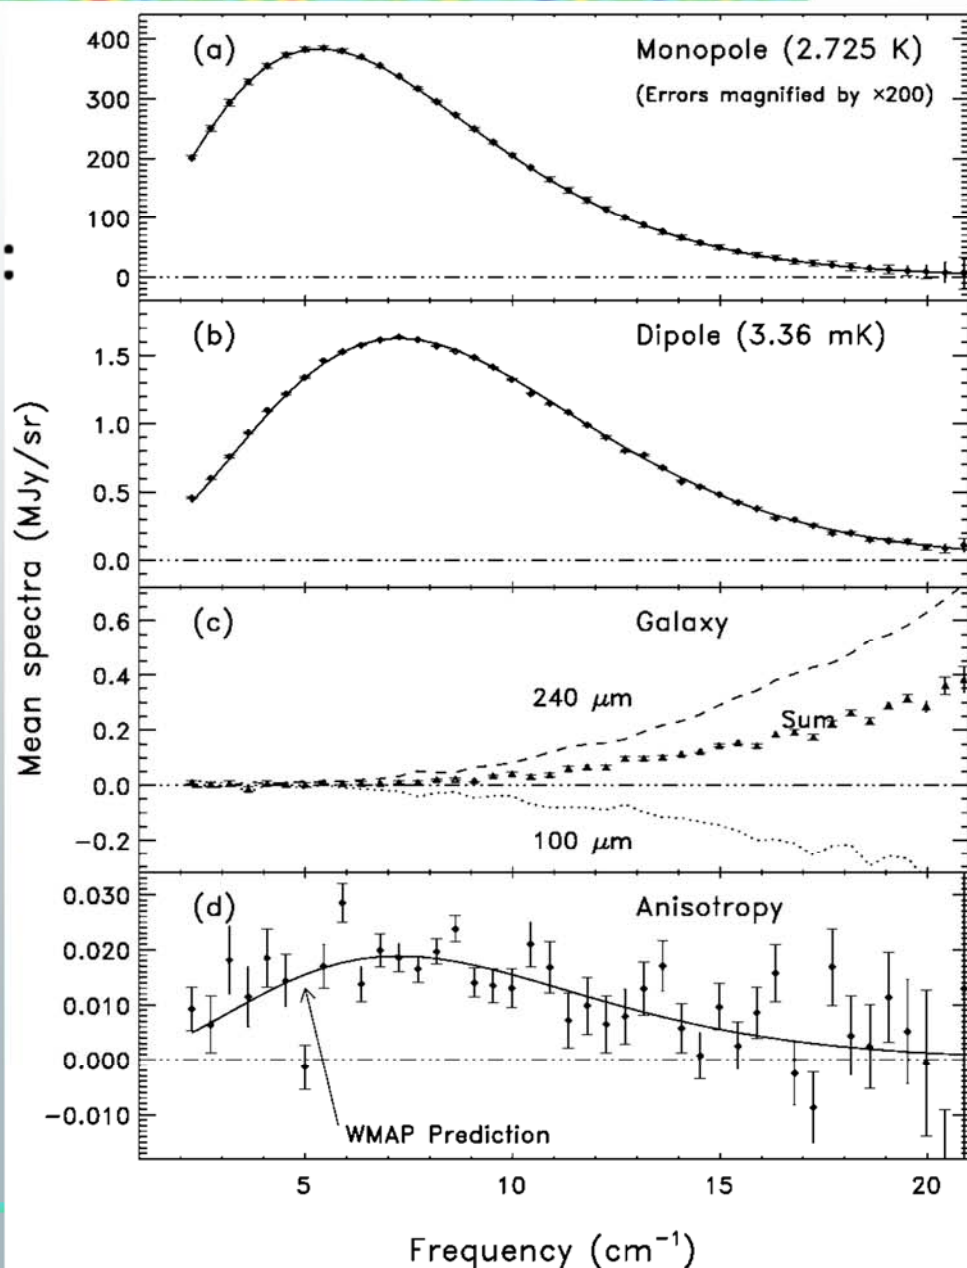 (a)
Monopole (2.725 K)
(Errors magnified by ×200)
400
300
200
100
0
(b)
Dipole (3.36 mK)
1.5
1.0
0.5
0.0
(c)
Galaxy
0.6
0.4
0.2
0.0
−0.2
240 μm
Sum
100 μm
(d)
Anisotropy
0.030
0.020
0.010
0.000
−0.010
WMAP Prediction
Mean spectra (MJy/sr)
5
10
15
20
Frequency (cm⁻¹)
: